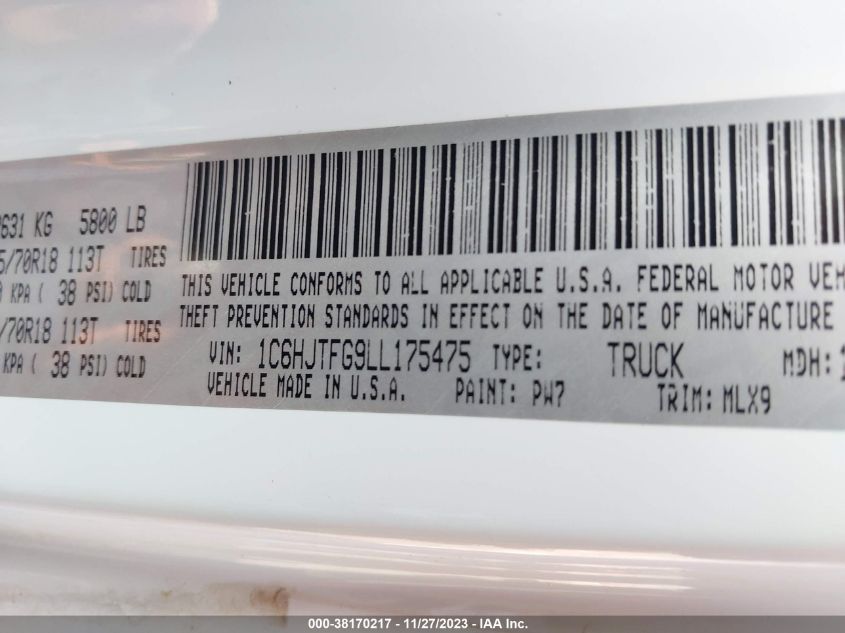 5800 LB
KG
/70R18 113T TIRES
KPA ( 38 PSI) COLD
/70R18 113T TIRES
KPA ( 38 PSI) COLD
THIS VEHICLE CONFORMS TO ALL APPLICABLE U.S.A. FEDERAL MOTOR VEH
THEFT PREVENTION STANDARDS IN EFFECT ON THE DATE OF MANUFACTURE
VIN: 1C6HJTFG9LL175475 TYPE: TRUCK MDH:
VEHICLE MADE IN U.S.A. PAINT: PW7 TRIM: MLX9
000-38170217 - 11/27/2023 - IAA Inc.